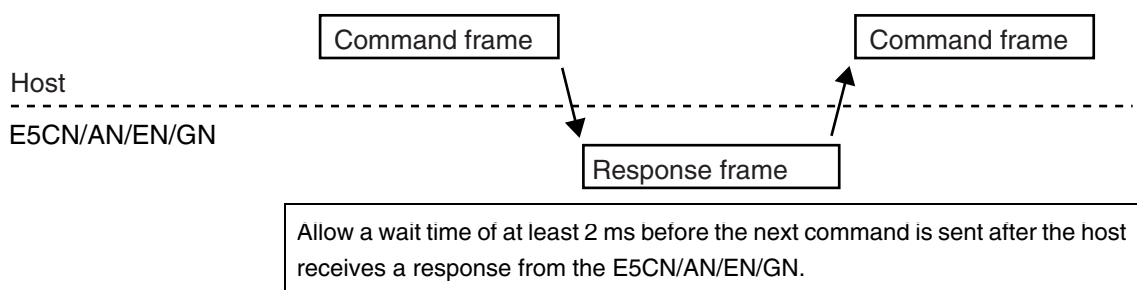 Command frame
Command frame
Host
E5CN/AN/EN/GN
Response frame
Allow a wait time of at least 2 ms before the next command is sent after the host
receives a response from the E5CN/AN/EN/GN.